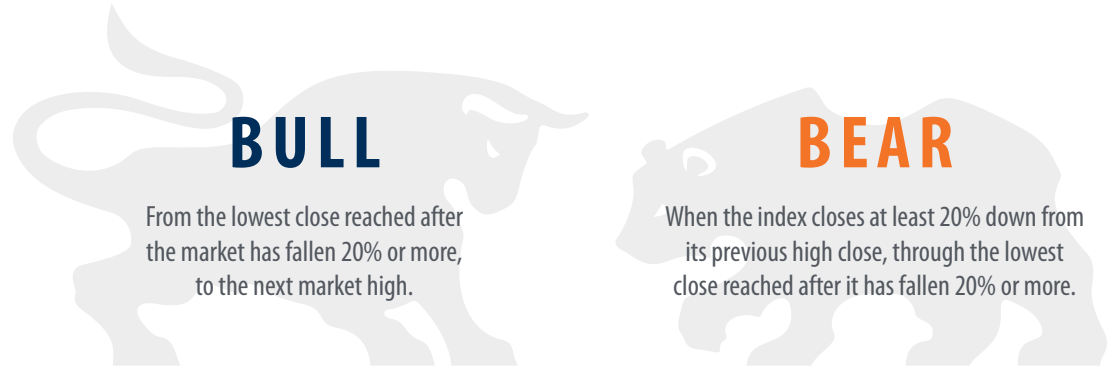 BULL
From the lowest close reached after
the market has fallen 20% or more,
to the next market high.
BEAR
When the index closes at least 20% down from
its previous high close, through the lowest
close reached after it has fallen 20% or more.